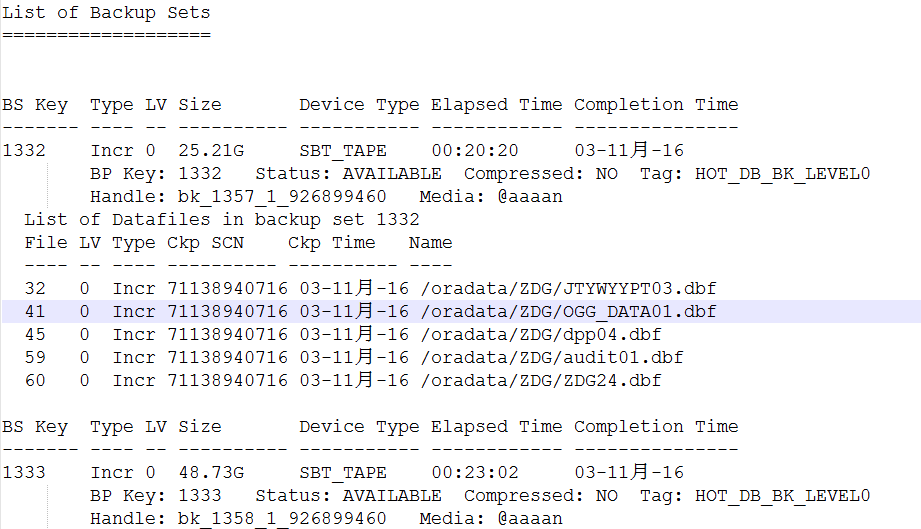 List of Backup Sets
===================
BS Key  Type LV Size       Device Type Elapsed Time Completion Time
------- ---- -- ---------- ----------- ------------ ---------------
1332    Incr 0  25.21G     SBT_TAPE    00:20:20     03-11月-16
        BP Key: 1332   Status: AVAILABLE  Compressed: NO  Tag: HOT_DB_BK_LEVEL0
        Handle: bk_1357_1_926899460   Media: @aaaan
  List of Datafiles in backup set 1332
  File LV Type Ckp SCN    Ckp Time   Name
  ---- -- ---- ---------- ---------- ----
  32   0  Incr 71138940716 03-11月-16 /oradata/ZDG/JTYWYYPT03.dbf
  41   0  Incr 71138940716 03-11月-16 /oradata/ZDG/OGG_DATA01.dbf
  45   0  Incr 71138940716 03-11月-16 /oradata/ZDG/dpp04.dbf
  59   0  Incr 71138940716 03-11月-16 /oradata/ZDG/audit01.dbf
  60   0  Incr 71138940716 03-11月-16 /oradata/ZDG/ZDG24.dbf
BS Key  Type LV Size       Device Type Elapsed Time Completion Time
------- ---- -- ---------- ----------- ------------ ---------------
1333    Incr 0  48.73G     SBT_TAPE    00:23:02     03-11月-16
        BP Key: 1333   Status: AVAILABLE  Compressed: NO  Tag: HOT_DB_BK_LEVEL0
        Handle: bk_1358_1_926899460   Media: @aaaan